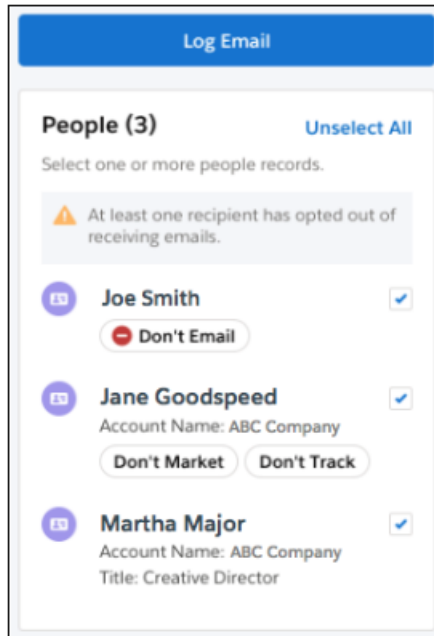 Log Email
People (3)
Unselect All
Select one or more people records.
At least one recipient has opted out of
receiving emails.
Joe Smith
Don't Email
Jane Goodspeed
Account Name: ABC Company
Don't Market
Don't Track
Martha Major
Account Name: ABC Company
Title: Creative Director